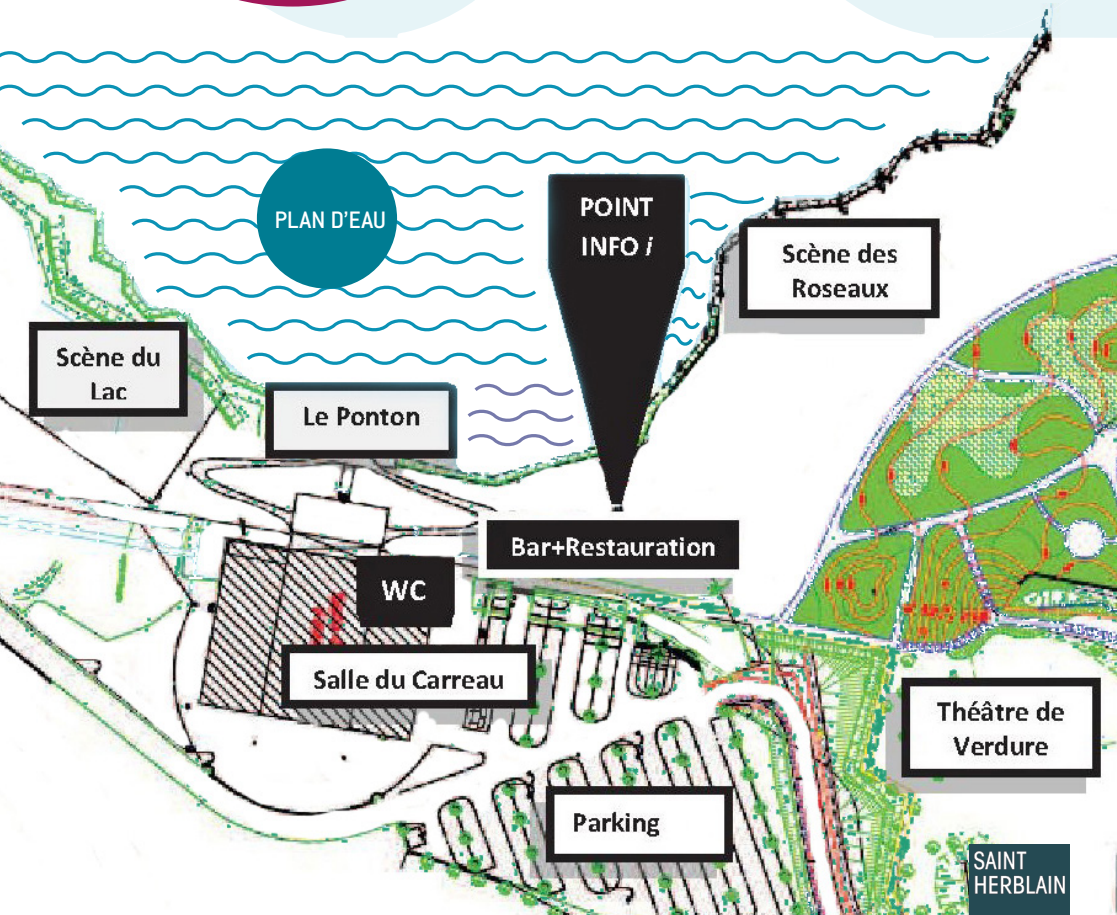 PLAN D'EAU
POINT
INFO i
Scène des
Roseaux
Scène du
Lac
Le Ponton
Bar+Restauration
WC
Salle du Carreau
Théâtre de
Verdure
Parking
SAINT
HERBLAIN